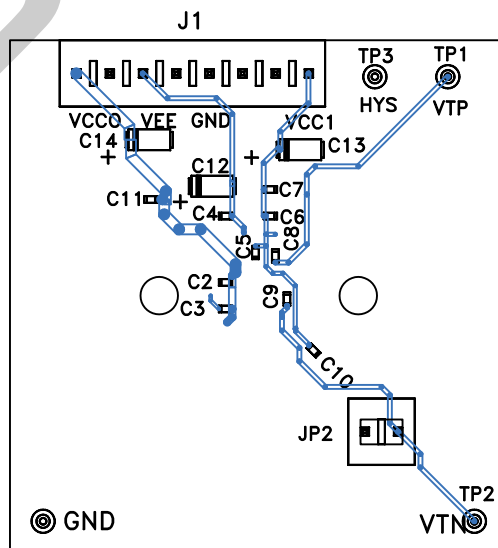 J1
TP3 TP1
HYS VTP
VCCO VEE GND VCC1
C14 C13
C12
C7
C11 C4 C6
C5 C8
C2
C9
C3
C10
JP2
TP2
GND VTN